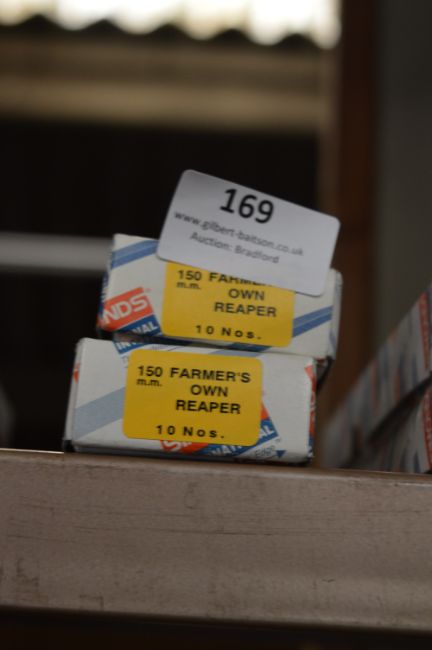 169
www.gilbert-baitson.co.uk
Auction: Bradford
150 FARMER'S
m.m. OWN
REAPER
10 Nos.
NDS
150 FARMER'S
m.m. OWN
REAPER
10 Nos.
Edge